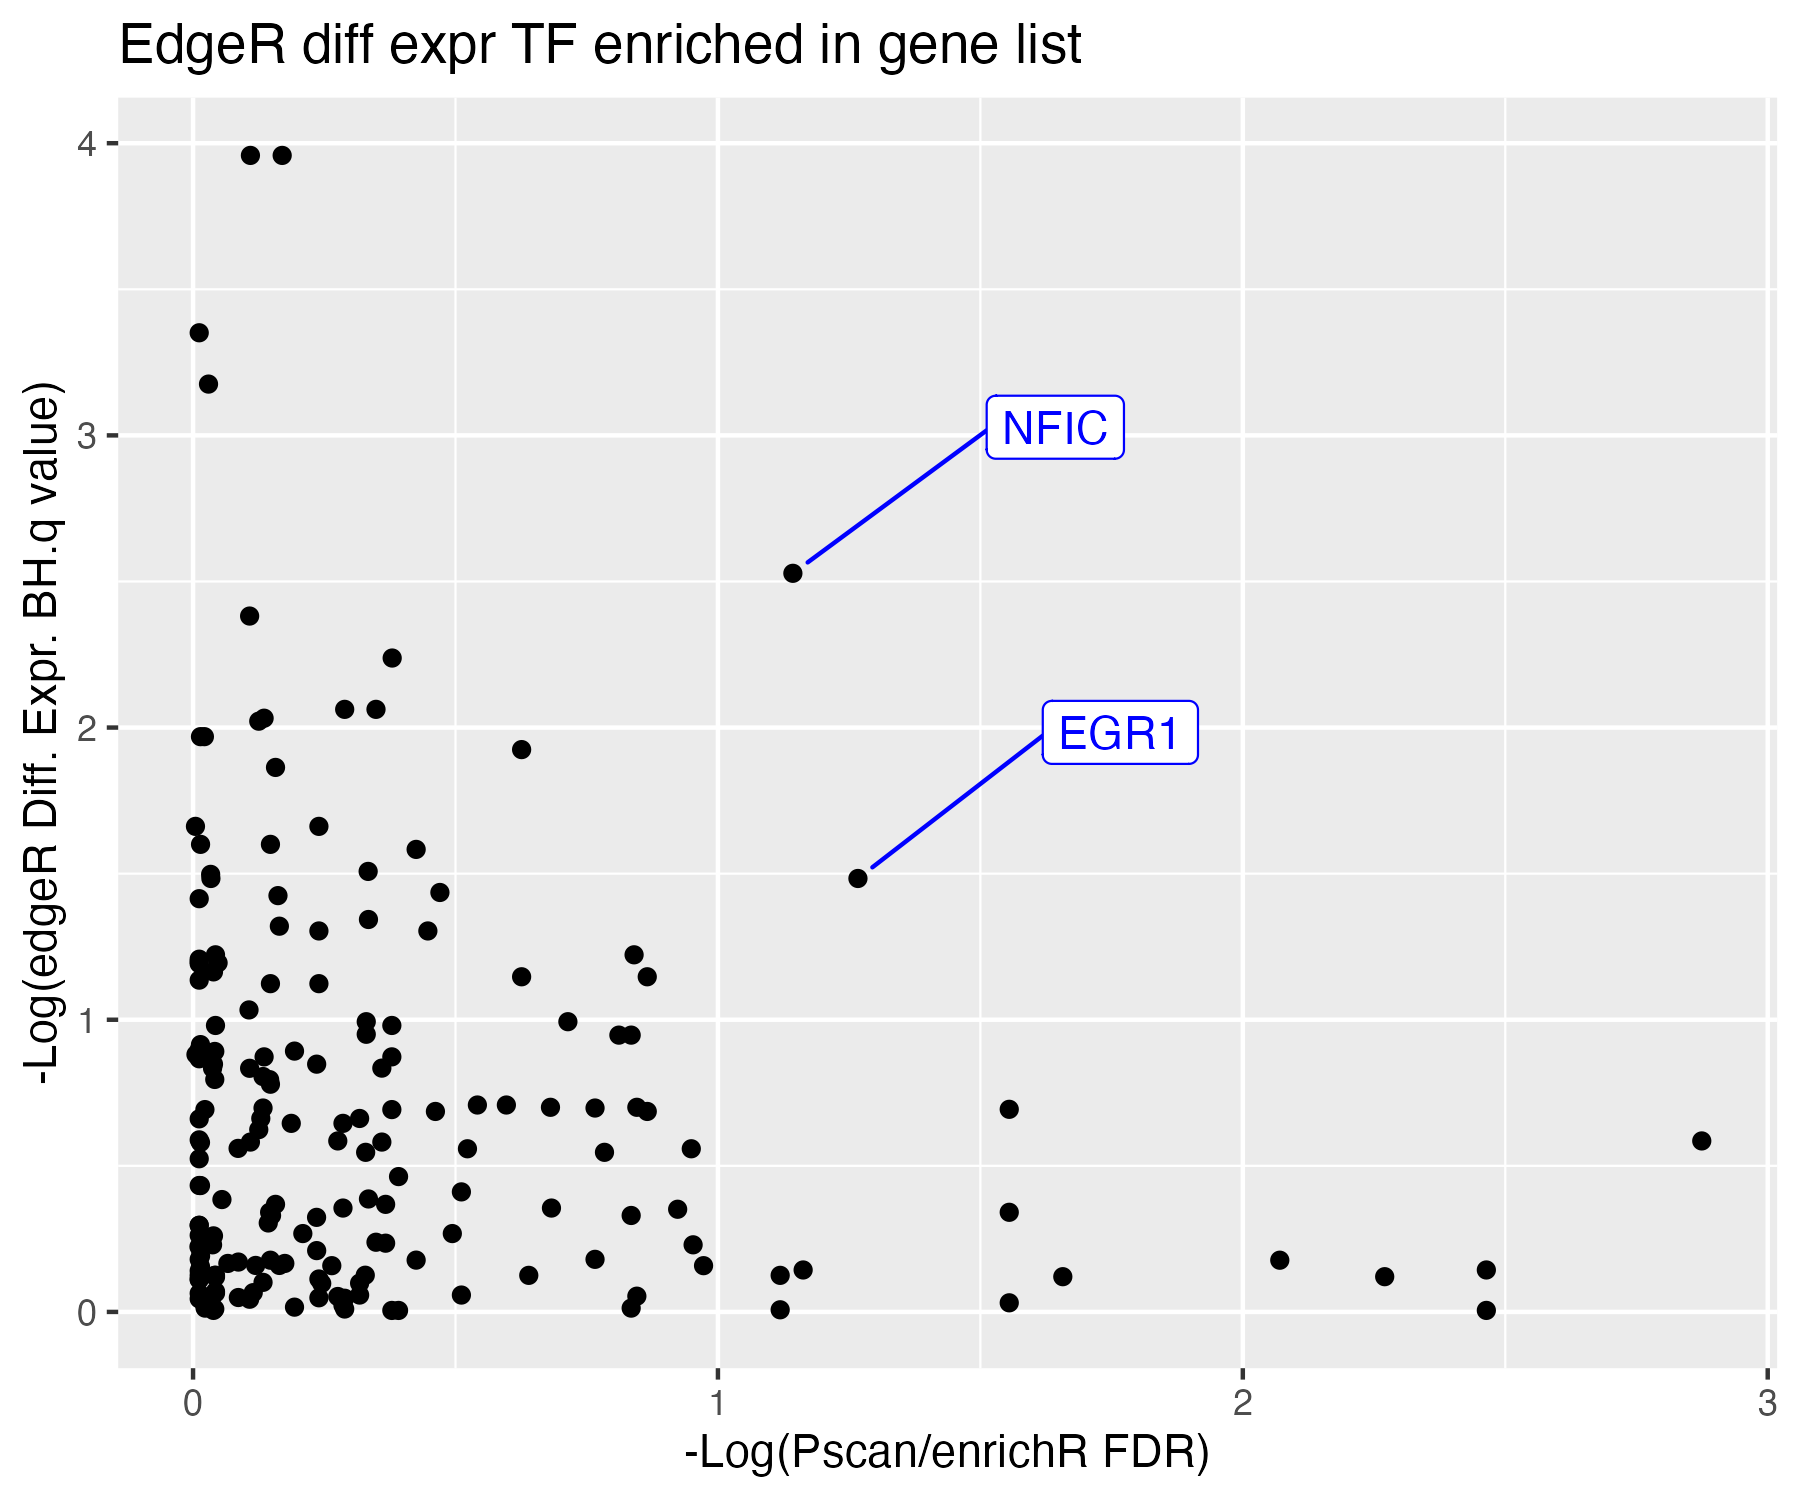 EdgeR diff expr TF enriched in gene list
-Log(edgeR Diff. Expr. BH.q value)
4
3
2
1
0
NFIC
EGR1
0
1
2
3
-Log(Pscan/enrichR FDR)